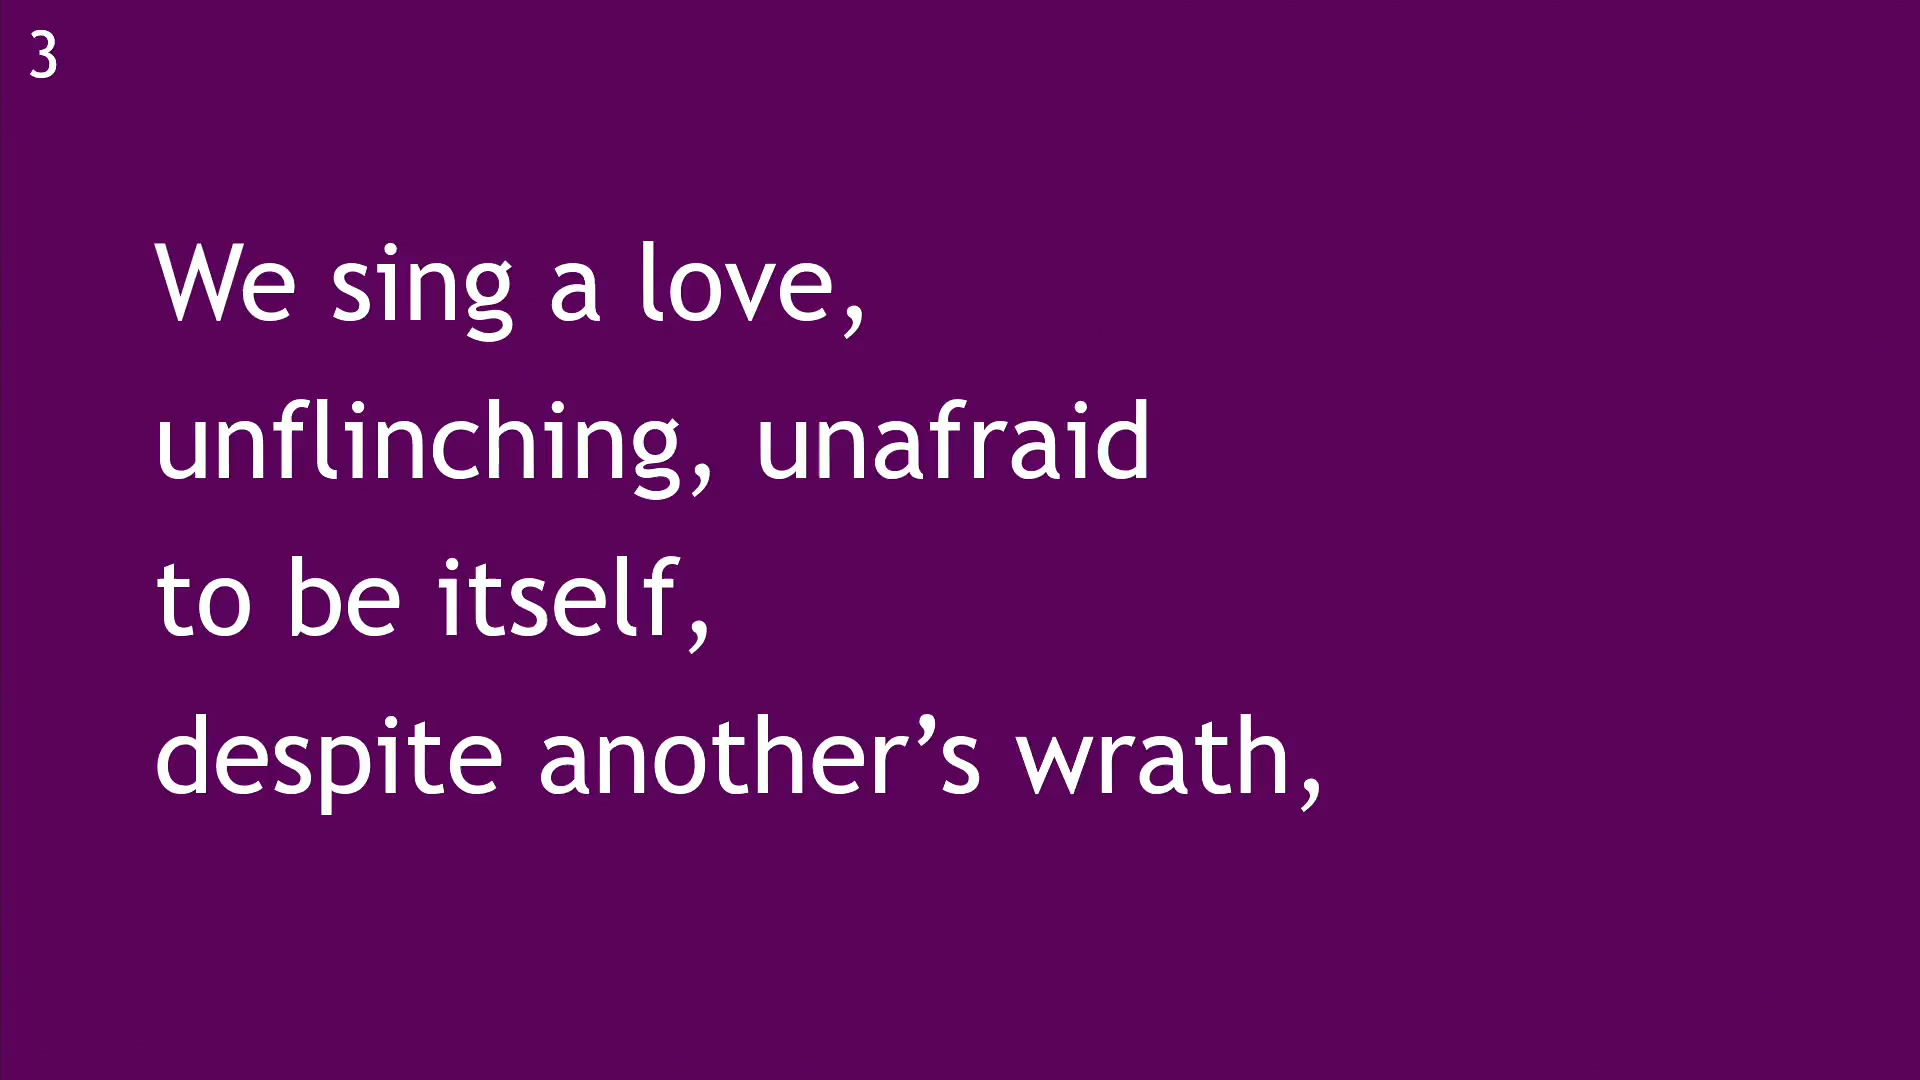 3
We sing a love,
unflinching, unafraid
to be itself,
despite another’s wrath,